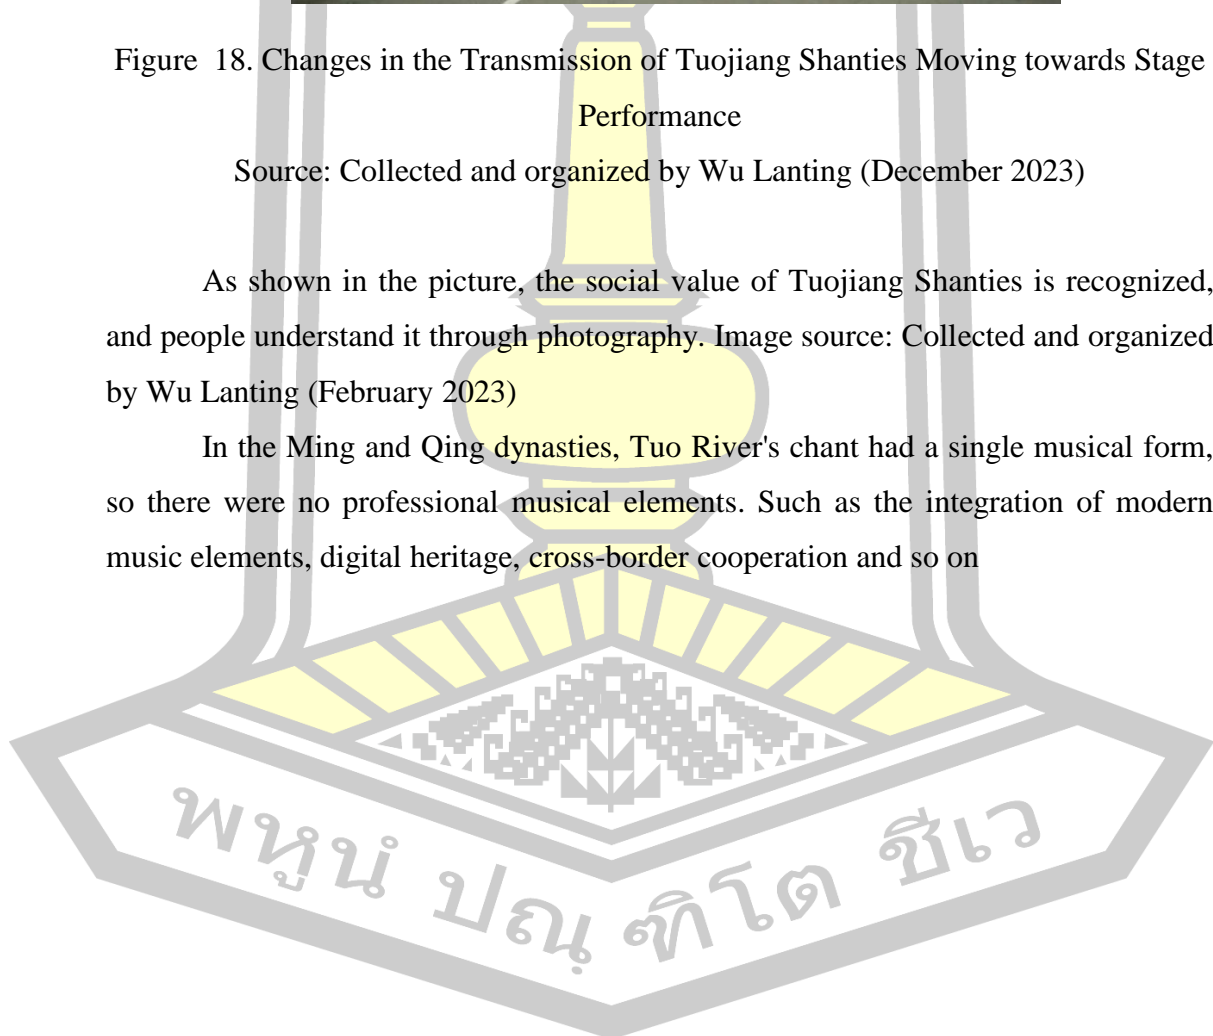 Figure  18. Changes in the Transmission of Tuojiang Shanties Moving towards Stage
Performance
Source: Collected and organized by Wu Lanting (December 2023)
As shown in the picture, the social value of Tuojiang Shanties is recognized,
and people understand it through photography. Image source: Collected and organized
by Wu Lanting (February 2023)
In the Ming and Qing dynasties, Tuo River's chant had a single musical form,
so there were no professional musical elements. Such as the integration of modern
music elements, digital heritage, cross-border cooperation and so on
พหูนํ ปณฺฑิโต ชีเว